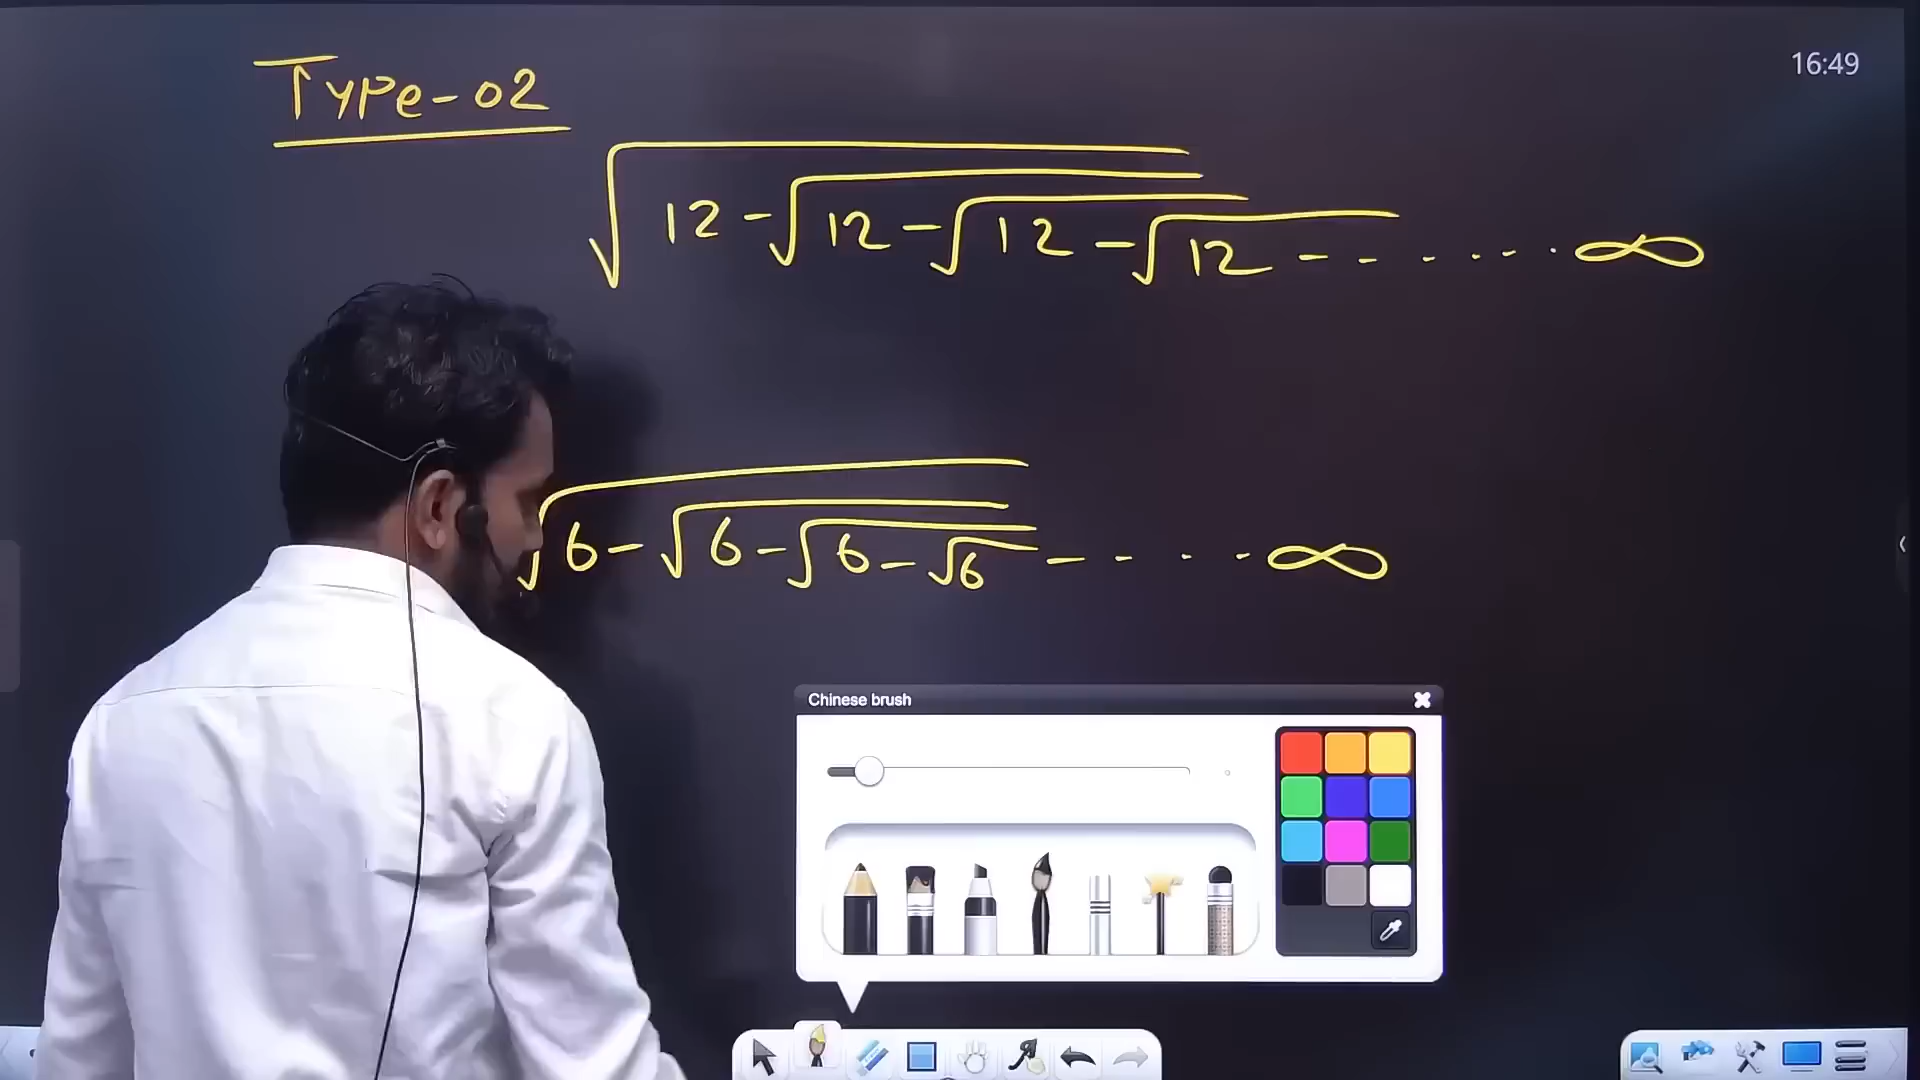 Type-02
16:49
√12-√12-√12-√12-- - - - - ∞
√6-√6-√6-√6 - - - - ∞
Chinese brush